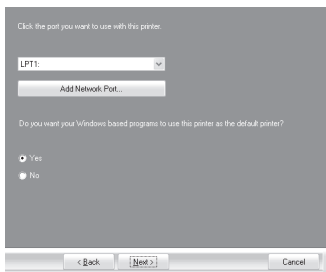 Click the port you want to use with this printer.
LPT1:
Add Network Port...
Do you want your Windows based programs to use this printer as the default printer?
Yes
No
< Back Next > Cancel